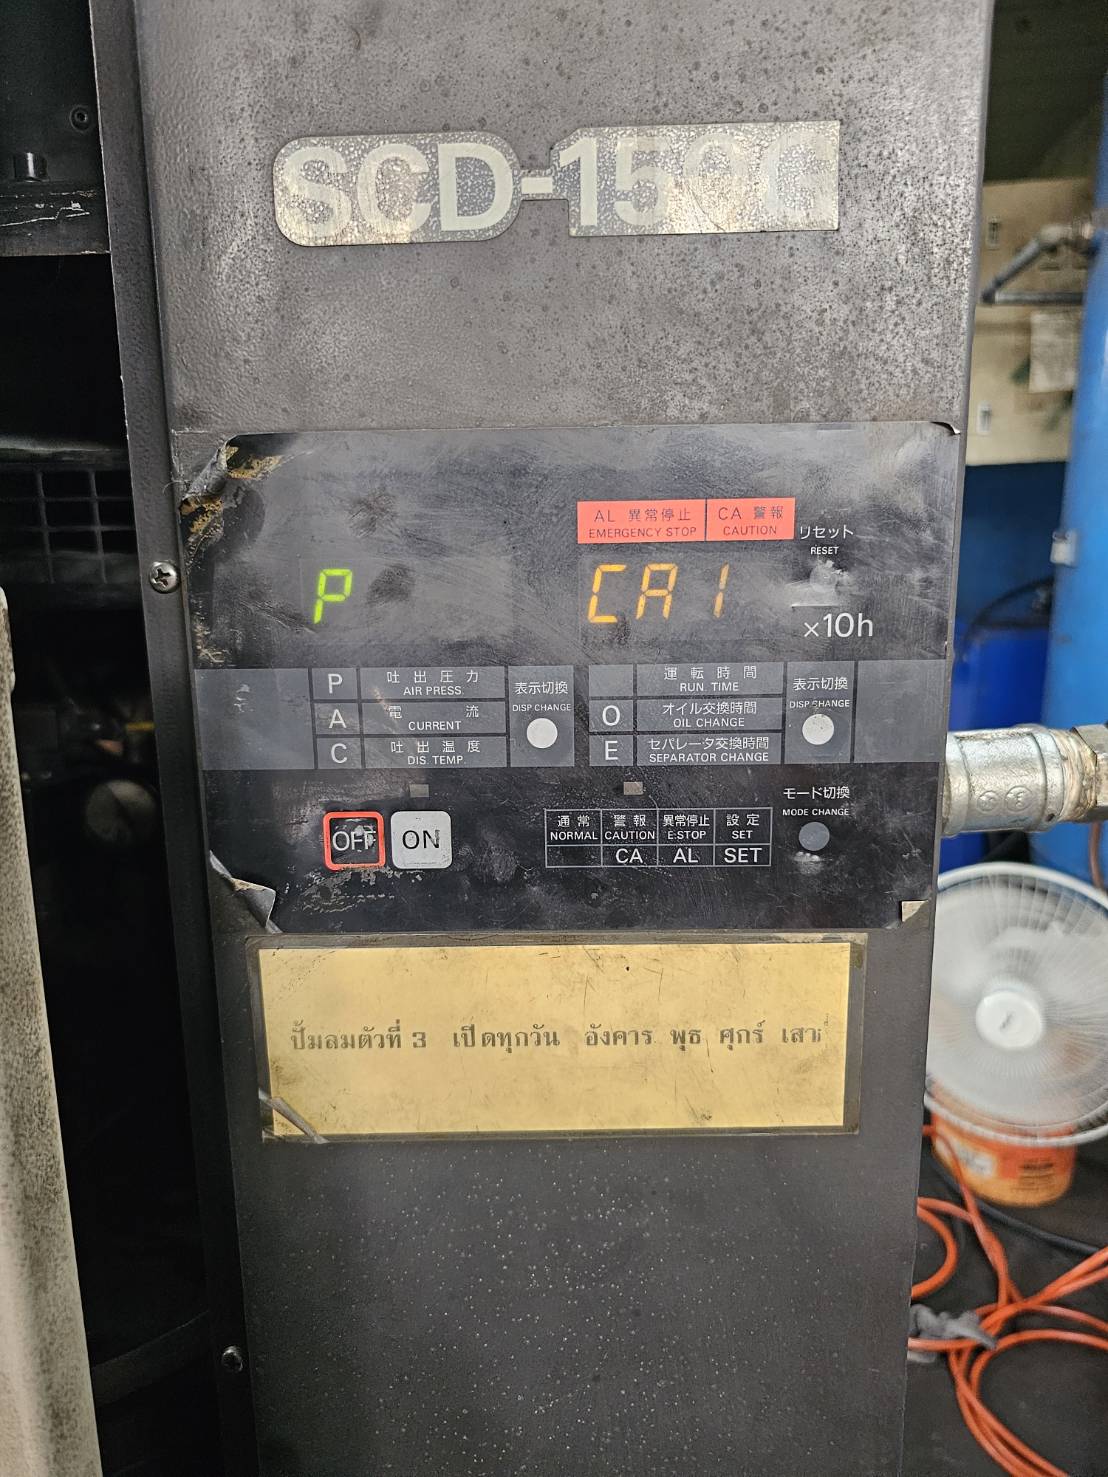 AL 異常停止 CA 警報
EMERGENCY STOP CAUTION
リセット
RESET
P CA1
×10h
P 吐出圧力
AIR PRESS.
A 電流
CURRENT
C 吐出温度
DIS. TEMP.
表示切換
DISP.CHANGE
運転時間
RUN TIME
O オイル交換時間
OIL CHANGE
E セパレータ交換時間
SEPARATOR CHANGE
表示切換
DISP.CHANGE
OFF ON
通常 警報 異常停止 設定
NORMAL CAUTION E.STOP SET
CA AL SET
モード切換
MODE CHANGE
ปั๊มลมตัวที่ 3 เปิดทุกวัน อังคาร พุธ ศุกร์